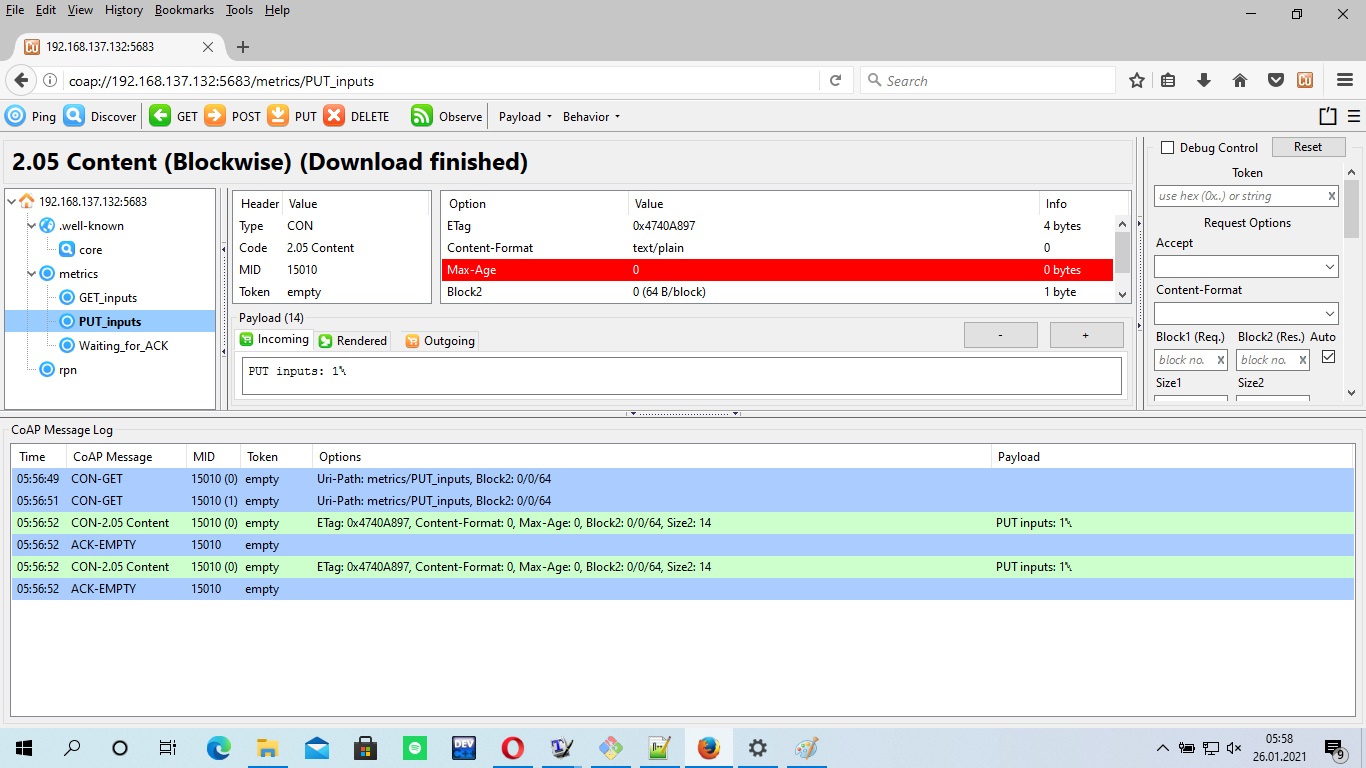 File Edit View History Bookmarks Tools Help
192.168.137.132:5683
coap://192.168.137.132:5683/metrics/PUT_inputs
Search
Ping Discover GET POST PUT DELETE Observe Payload Behavior
2.05 Content (Blockwise) (Download finished)
192.168.137.132:5683
.well-known
core
metrics
GET_inputs
PUT_inputs
Waiting_for_ACK
rpn
Header Value
Type CON
Code 2.05 Content
MID 15010
Token empty
Option Value Info
ETag 0x4740A897 4 bytes
Content-Format text/plain 0
Max-Age 0 0 bytes
Block2 0 (64 B/block) 1 byte
Payload (14)
Incoming Rendered Outgoing
- +
PUT inputs: 1
Debug Control Reset
Token
use hex (0x..) or string x
Request Options
Accept
Content-Format
Block1 (Req.) Block2 (Res.) Auto
block no. x block no. x
Size1 Size2
CoAP Message Log
Time CoAP Message MID Token Options Payload
05:56:49 CON-GET 15010 (0) empty Uri-Path: metrics/PUT_inputs, Block2: 0/0/64
05:56:51 CON-GET 15010 (1) empty Uri-Path: metrics/PUT_inputs, Block2: 0/0/64
05:56:52 CON-2.05 Content 15010 (0) empty ETag: 0x4740A897, Content-Format: 0, Max-Age: 0, Block2: 0/0/64, Size2: 14 PUT inputs: 1
05:56:52 ACK-EMPTY 15010 empty
05:56:52 CON-2.05 Content 15010 (0) empty ETag: 0x4740A897, Content-Format: 0, Max-Age: 0, Block2: 0/0/64, Size2: 14 PUT inputs: 1
05:56:52 ACK-EMPTY 15010 empty
DEV
05:58
26.01.2021
9